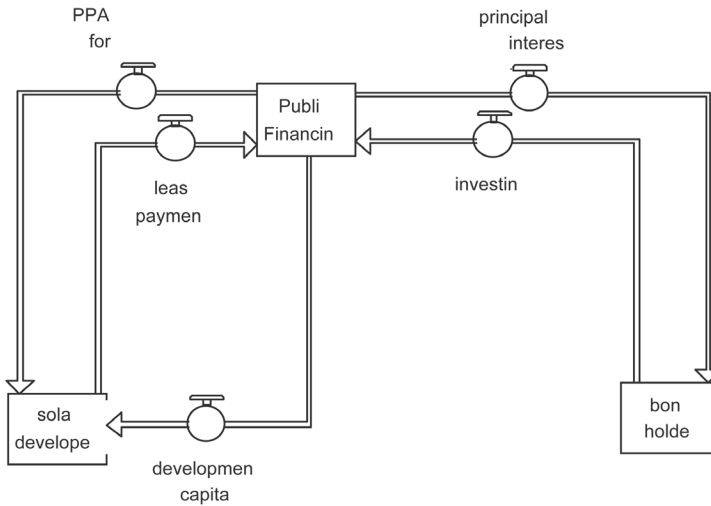 PPA
for
principal
interes
Publi
Financin
leas
paymen
investin
sola
develope
bon
holde
developmen
capita